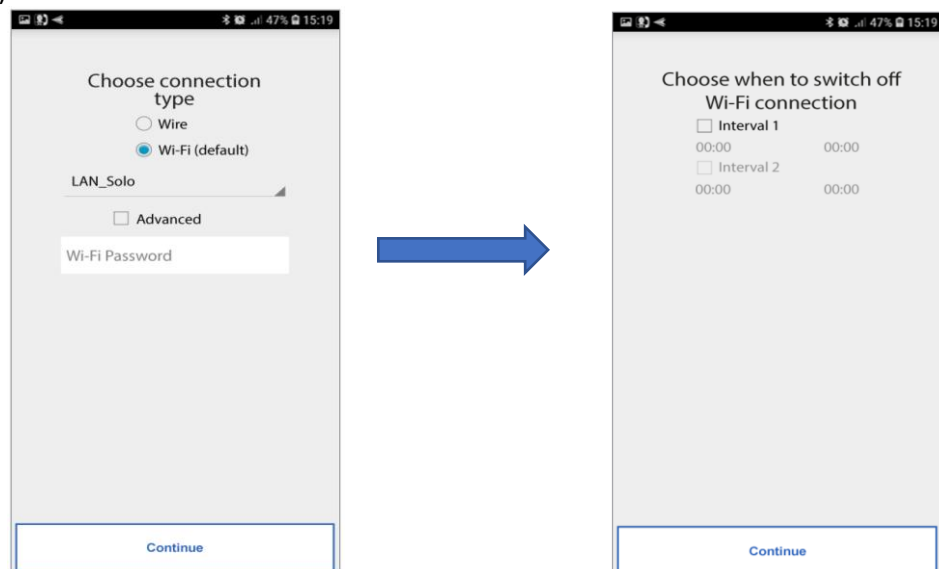 47% 15:19
Choose connection
type
Wire
Wi-Fi (default)
LAN_Solo
Advanced
Wi-Fi Password
Continue
47% 15:19
Choose when to switch off
Wi-Fi connection
Interval 1
00:00 00:00
Interval 2
00:00 00:00
Continue